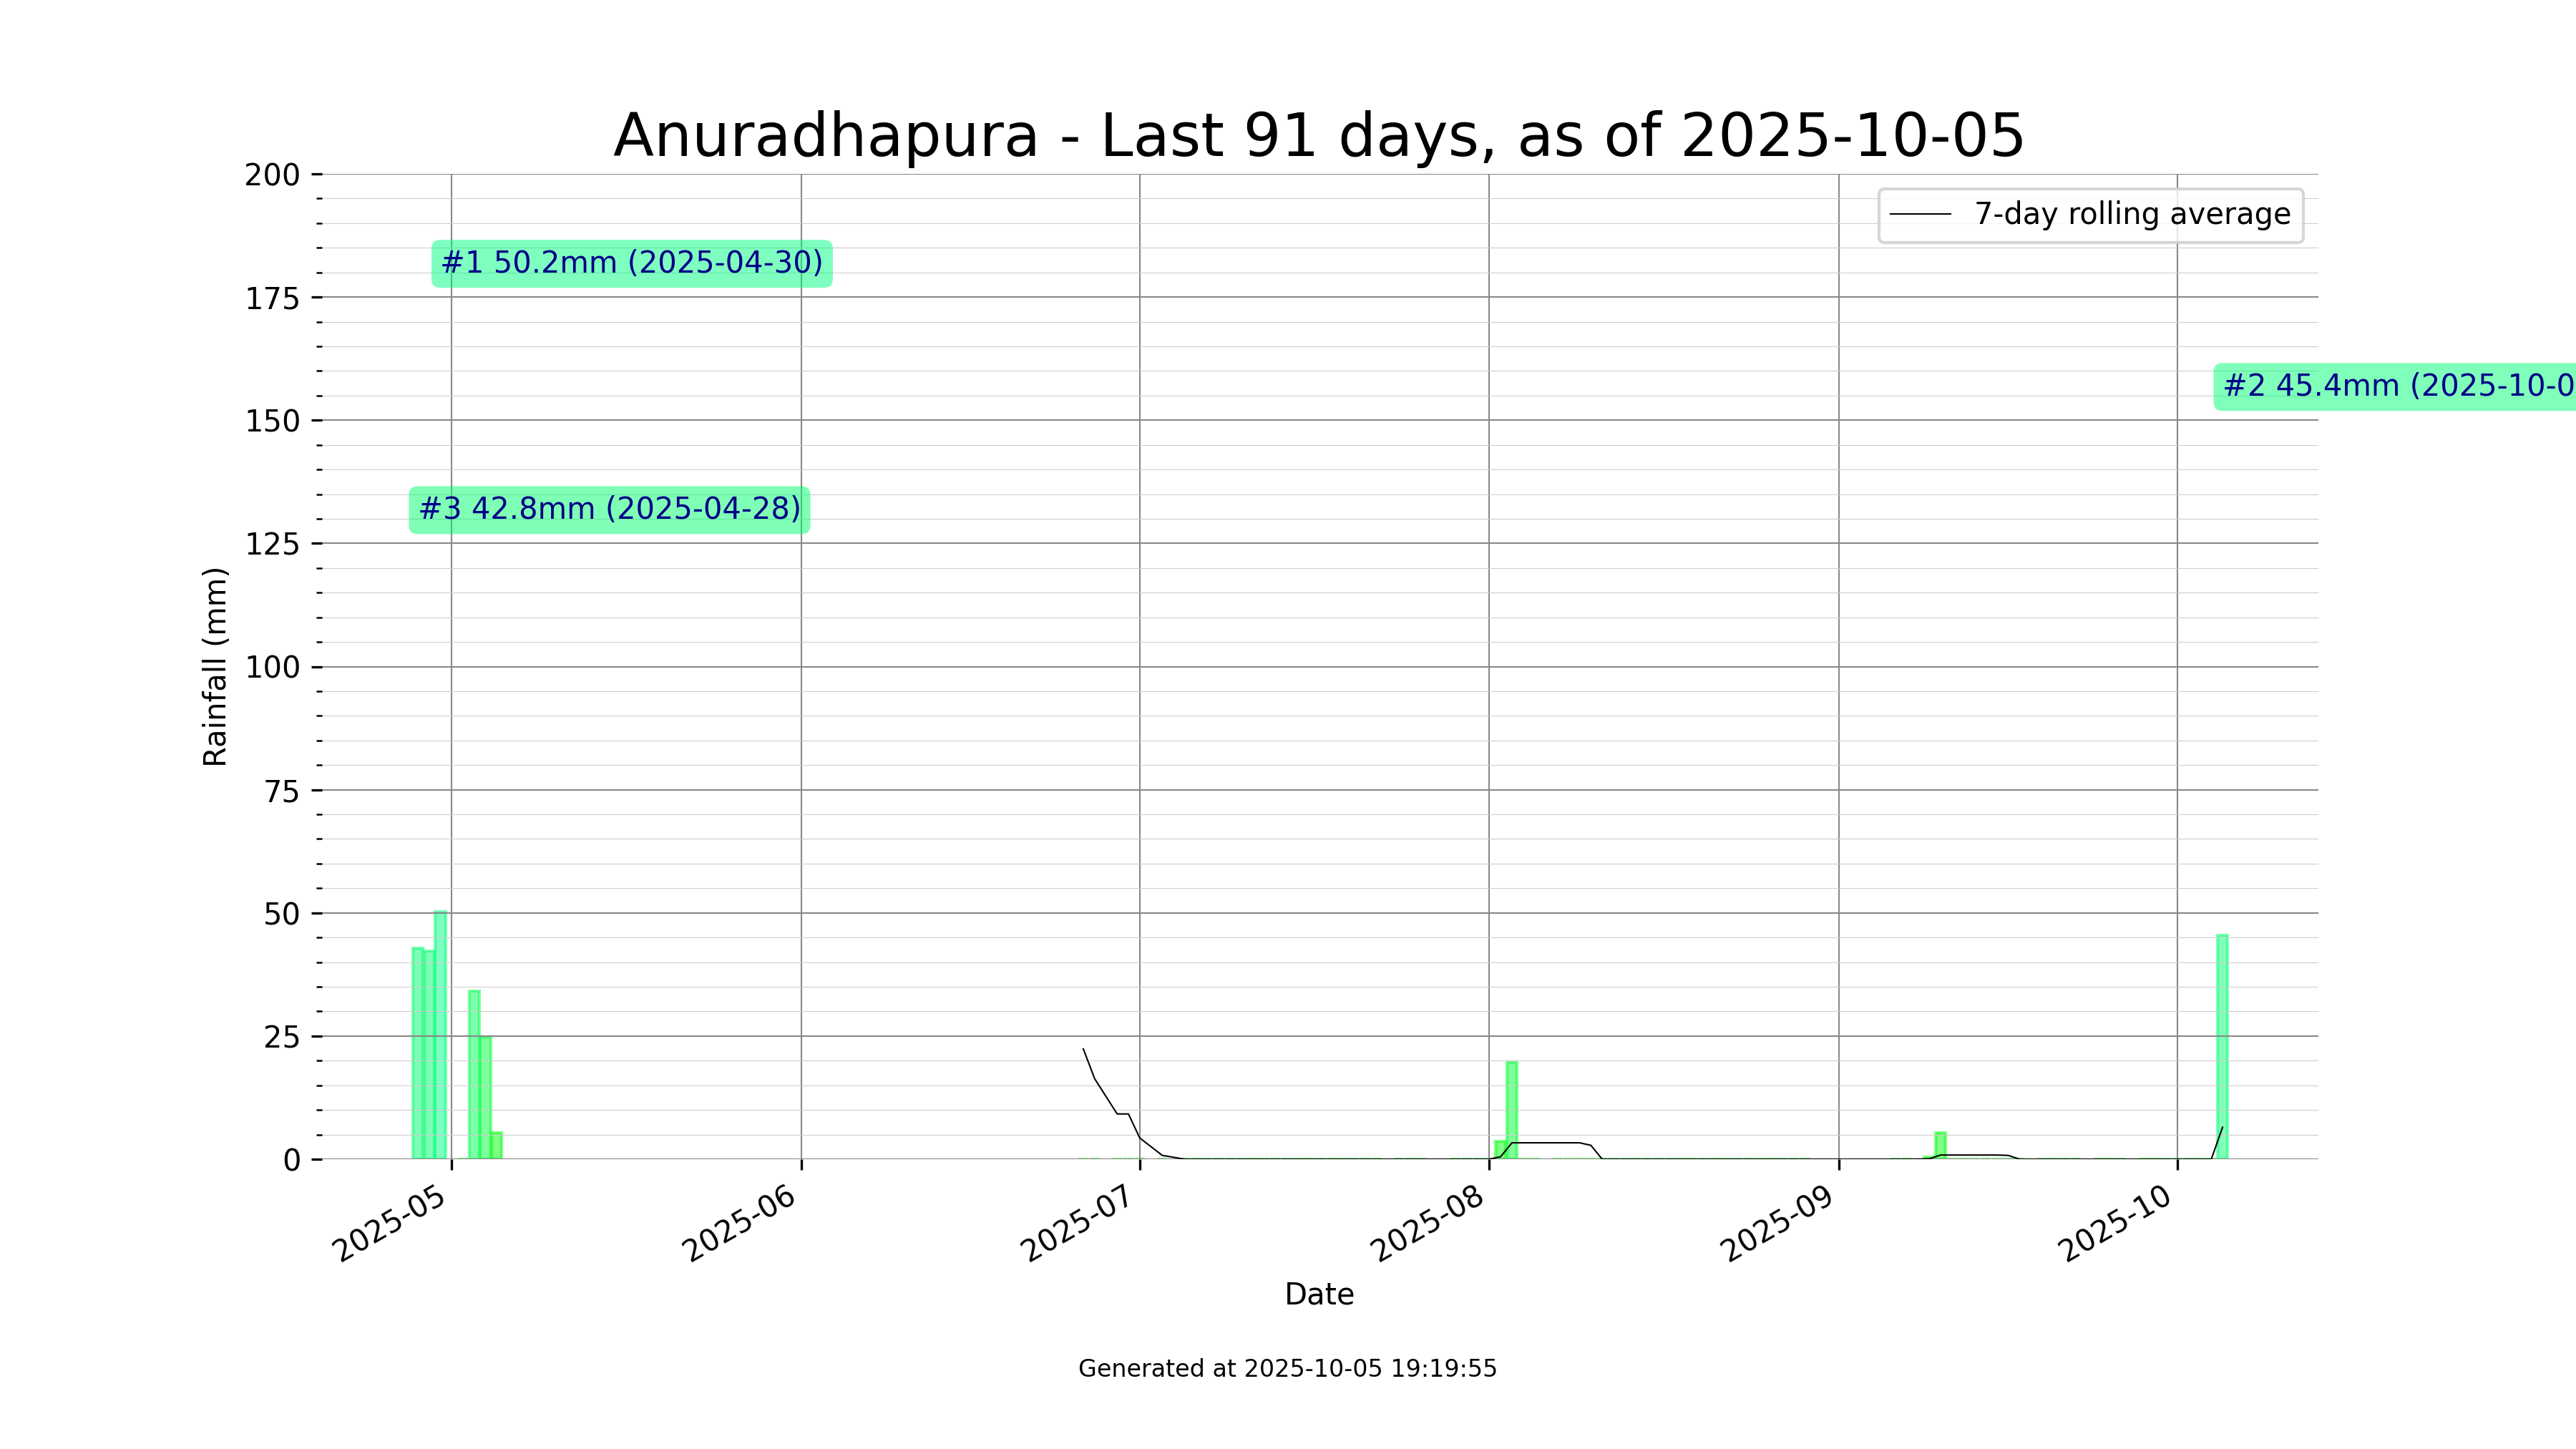 Anuradhapura - Last 91 days, as of 2025-10-05
200
175
150
125
100
75
50
25
0
Rainfall (mm)
7-day rolling average
#1 50.2mm (2025-04-30)
#2 45.4mm (2025-10-0
#3 42.8mm (2025-04-28)
2025-05
2025-06
2025-07
2025-08
2025-09
2025-10
Date
Generated at 2025-10-05 19:19:55